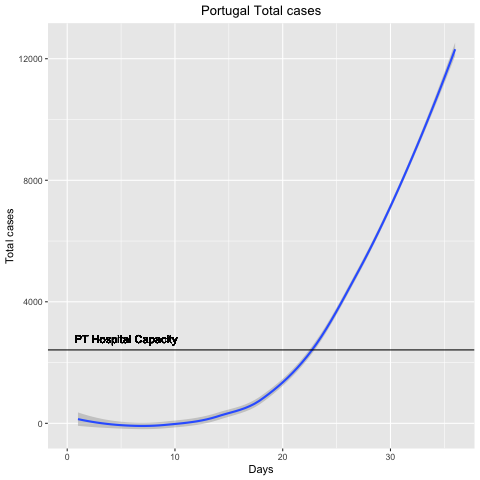 Portugal Total cases
12000
8000
Total cases
4000
PT Hospital Capacity
0
0 10 20 30
Days